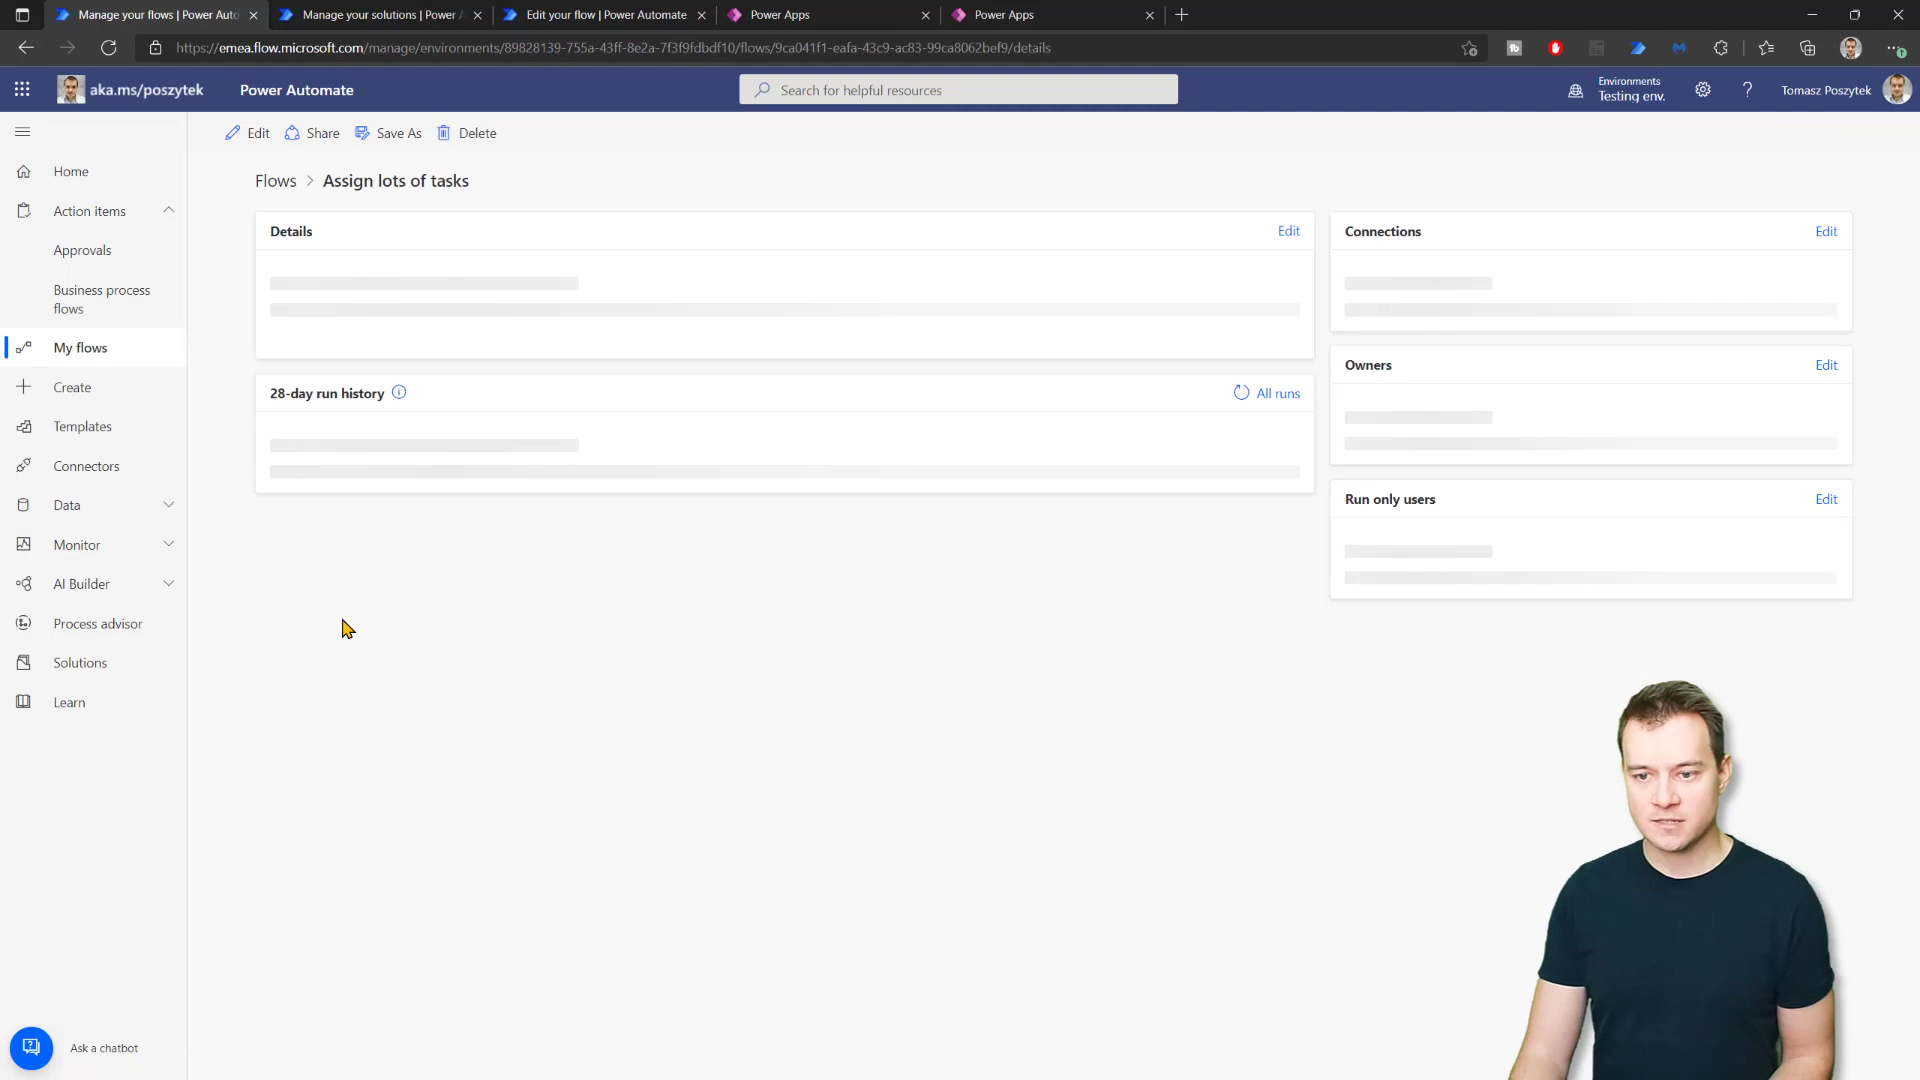 Manage your flows | Power Auto
Manage your solutions | Power A
Edit your flow | Power Automate
Power Apps
Power Apps
https://emea.flow.microsoft.com/manage/environments/89828139-755a-43ff-8e2a-7f3f9fdbdf10/flows/9ca041f1-eafa-43c9-ac83-99ca8062bef9/details
aka.ms/poszytek
Power Automate
Search for helpful resources
Environments
Testing env.
Tomasz Poszytek
Edit
Share
Save As
Delete
Home
Action items
Approvals
Business process
flows
My flows
Create
Templates
Connectors
Data
Monitor
AI Builder
Process advisor
Solutions
Learn
Ask a chatbot
Flows > Assign lots of tasks
Details
Edit
28-day run history
All runs
Connections
Edit
Owners
Edit
Run only users
Edit